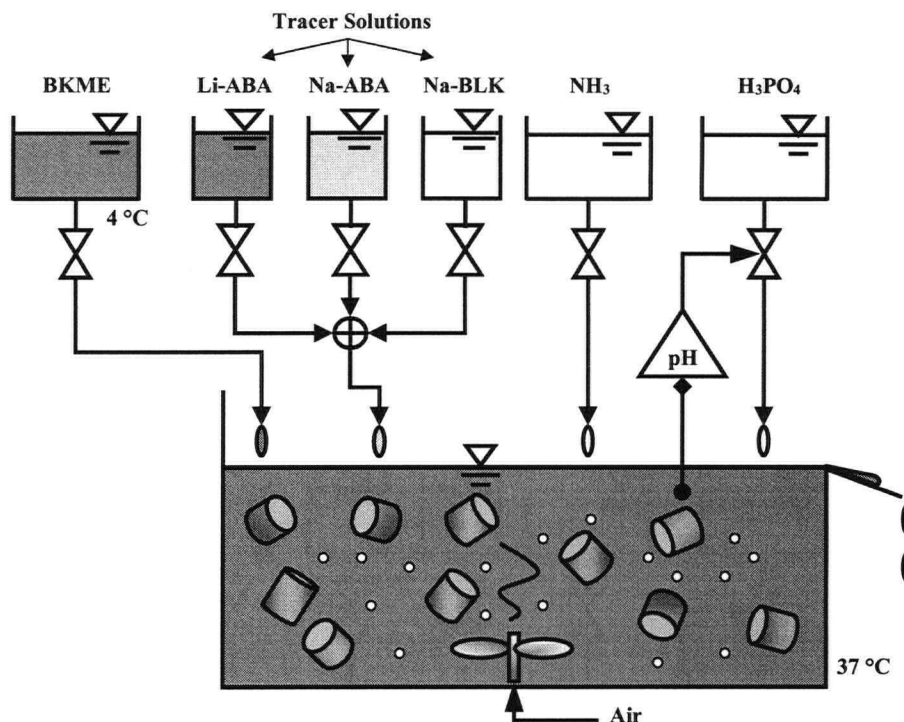 Tracer Solutions
BKME Li-ABA Na-ABA Na-BLK NH₃ H₃PO₄
4 °C
pH
37 °C
Air